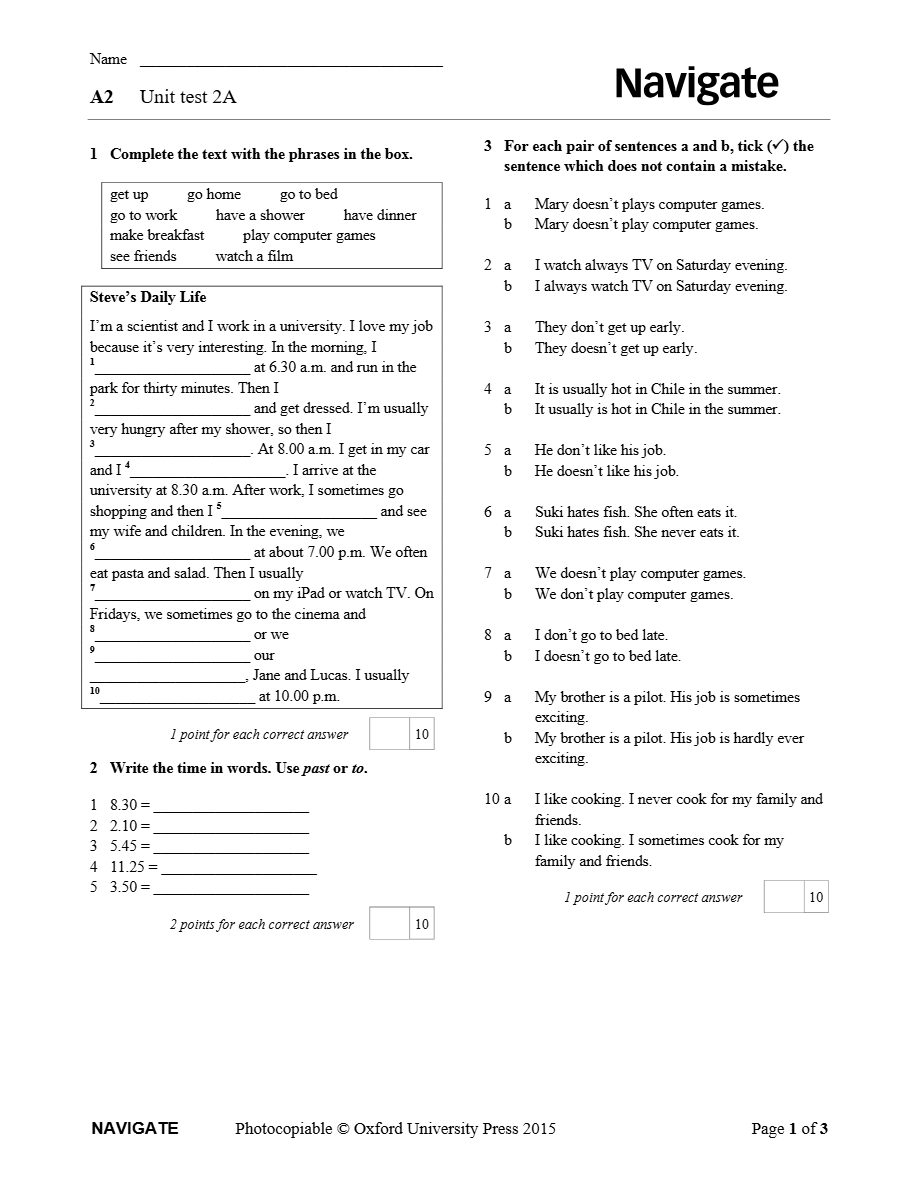 Name ______________________________________
A2 Unit test 2A
Navigate
1 Complete the text with the phrases in the box.
get up go home go to bed
go to work have a shower have dinner
make breakfast play computer games
see friends watch a film
Steve’s Daily Life
I’m a scientist and I work in a university. I love my job
because it’s very interesting. In the morning, I
1____________________ at 6.30 a.m. and run in the
park for thirty minutes. Then I
2____________________ and get dressed. I’m usually
very hungry after my shower, so then I
3____________________. At 8.00 a.m. I get in my car
and I 4____________________. I arrive at the
university at 8.30 a.m. After work, I sometimes go
shopping and then I 5____________________ and see
my wife and children. In the evening, we
6____________________ at about 7.00 p.m. We often
eat pasta and salad. Then I usually
7____________________ on my iPad or watch TV. On
Fridays, we sometimes go to the cinema and
8____________________ or we
9____________________ our
____________________, Jane and Lucas. I usually
10____________________ at 10.00 p.m.
1 point for each correct answer 10
2 Write the time in words. Use past or to.
1 8.30 = ____________________
2 2.10 = ____________________
3 5.45 = ____________________
4 11.25 = ____________________
5 3.50 = ____________________
2 points for each correct answer 10
3 For each pair of sentences a and b, tick (✓) the
sentence which does not contain a mistake.
1 a Mary doesn’t plays computer games.
b Mary doesn’t play computer games.
2 a I watch always TV on Saturday evening.
b I always watch TV on Saturday evening.
3 a They don’t get up early.
b They doesn’t get up early.
4 a It is usually hot in Chile in the summer.
b It usually is hot in Chile in the summer.
5 a He don’t like his job.
b He doesn’t like his job.
6 a Suki hates fish. She often eats it.
b Suki hates fish. She never eats it.
7 a We doesn’t play computer games.
b We don’t play computer games.
8 a I don’t go to bed late.
b I doesn’t go to bed late.
9 a My brother is a pilot. His job is sometimes
exciting.
b My brother is a pilot. His job is hardly ever
exciting.
10 a I like cooking. I never cook for my family and
friends.
b I like cooking. I sometimes cook for my
family and friends.
1 point for each correct answer 10
NAVIGATE Photocopiable © Oxford University Press 2015 Page 1 of 3